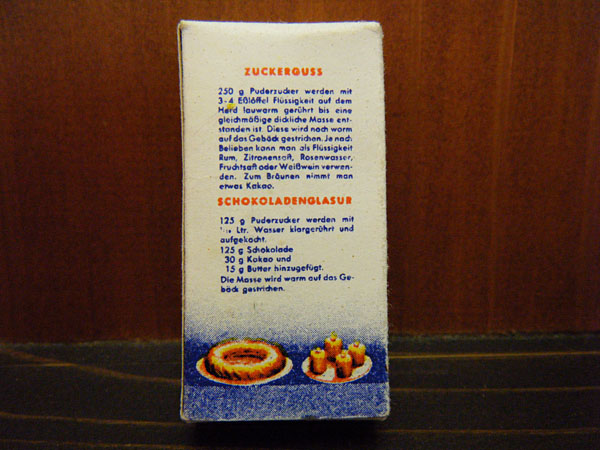 ZUCKERGUSS
250 g Puderzucker werden mit
3-4 Eßlöffel Flüssigkeit auf dem
Herd lauwarm gerührt bis eine
gleichmäßige dickliche Masse ent-
standen ist. Diese wird noch warm
auf das Gebäck gestrichen. Je nach
Belieben kann man als Flüssigkeit
Rum, Zitronensaft, Rosenwasser,
Fruchtsaft oder Weißwein verwen-
den. Zum Bräunen nimmt man
etwas Kakao.
SCHOKOLADENGLASUR
125 g Puderzucker werden mit
Ltr. Wasser klargerührt und
aufgekocht.
125 g Schokolade
30 g Kakao und
15 g Butter hinzugefügt.
Die Masse wird warm auf das Ge-
bäck gestrichen.